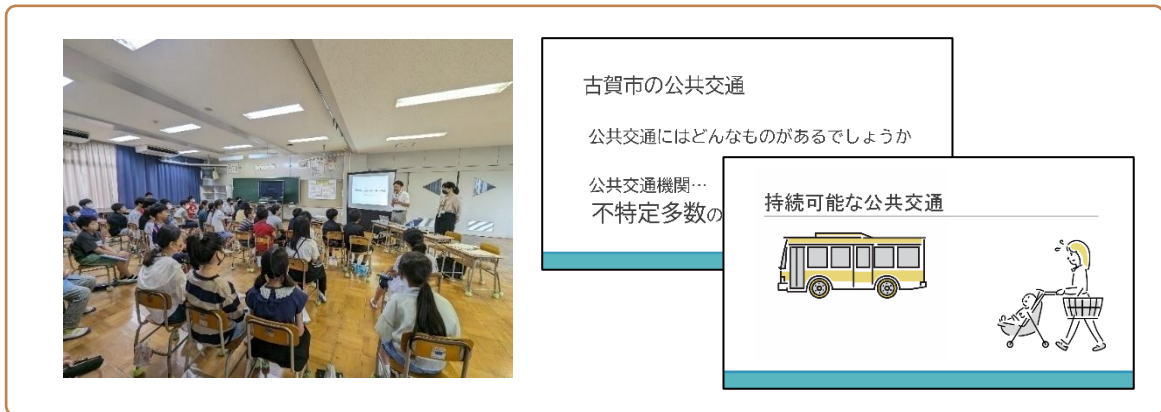 古賀市の公共交通
公共交通にはどんなものがあるでしょうか
公共交通機関…
不特定多数の
持続可能な公共交通